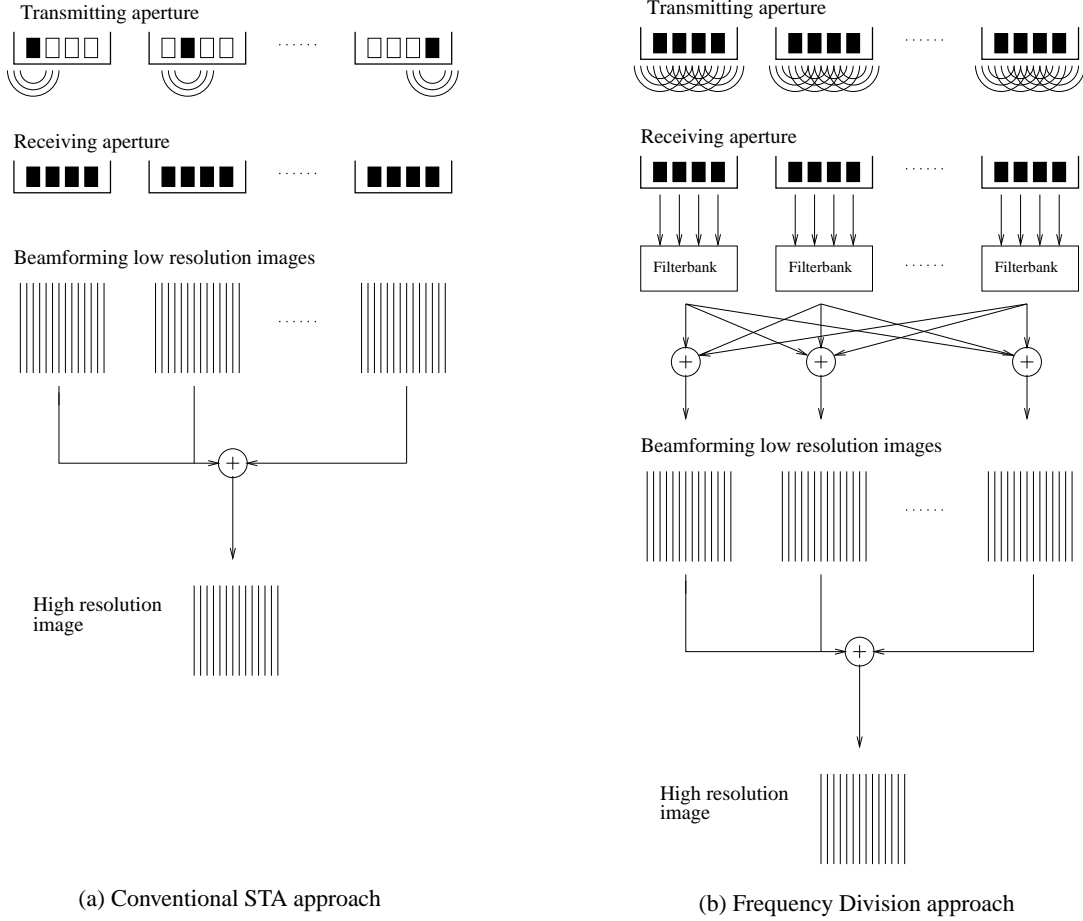 Transmitting aperture
. . . . . .
Receiving aperture
. . . . . .
Beamforming low resolution images
. . . . . .
+
High resolution
image
(a) Conventional STA approach
Transmitting aperture
. . . . . .
Receiving aperture
. . . . . .
Filterbank
Filterbank
. . . . . .
Filterbank
+
+
+
Beamforming low resolution images
. . . . . .
+
High resolution
image
(b) Frequency Division approach